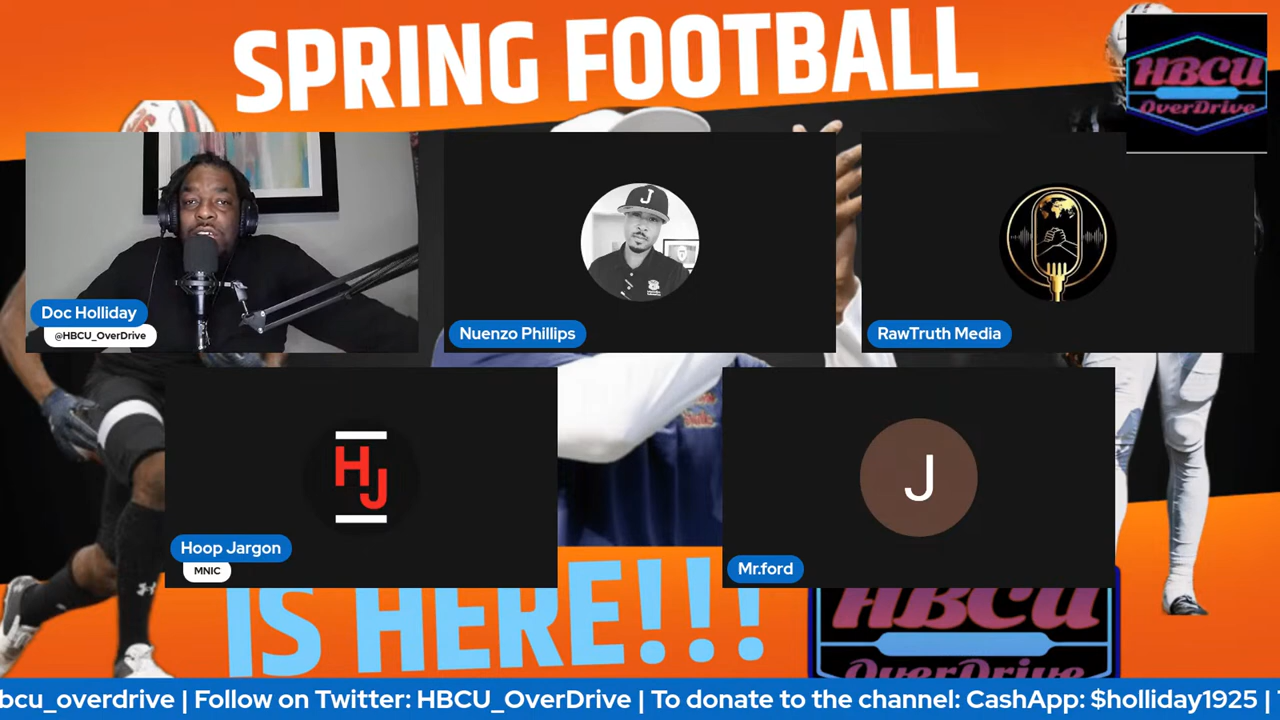 SPRING FOOTBALL
HBCU
OverDrive
J
Doc Holliday
@HBCU_OverDrive
Nuenzo Phillips
RawTruth Media
HJ
J
Hoop Jargon
MNIC
Mr.ford
IS HERE!!!
HBCU
OverDrive
bcu_overdrive | Follow on Twitter: HBCU_OverDrive | To donate to the channel: CashApp: $holliday1925 |